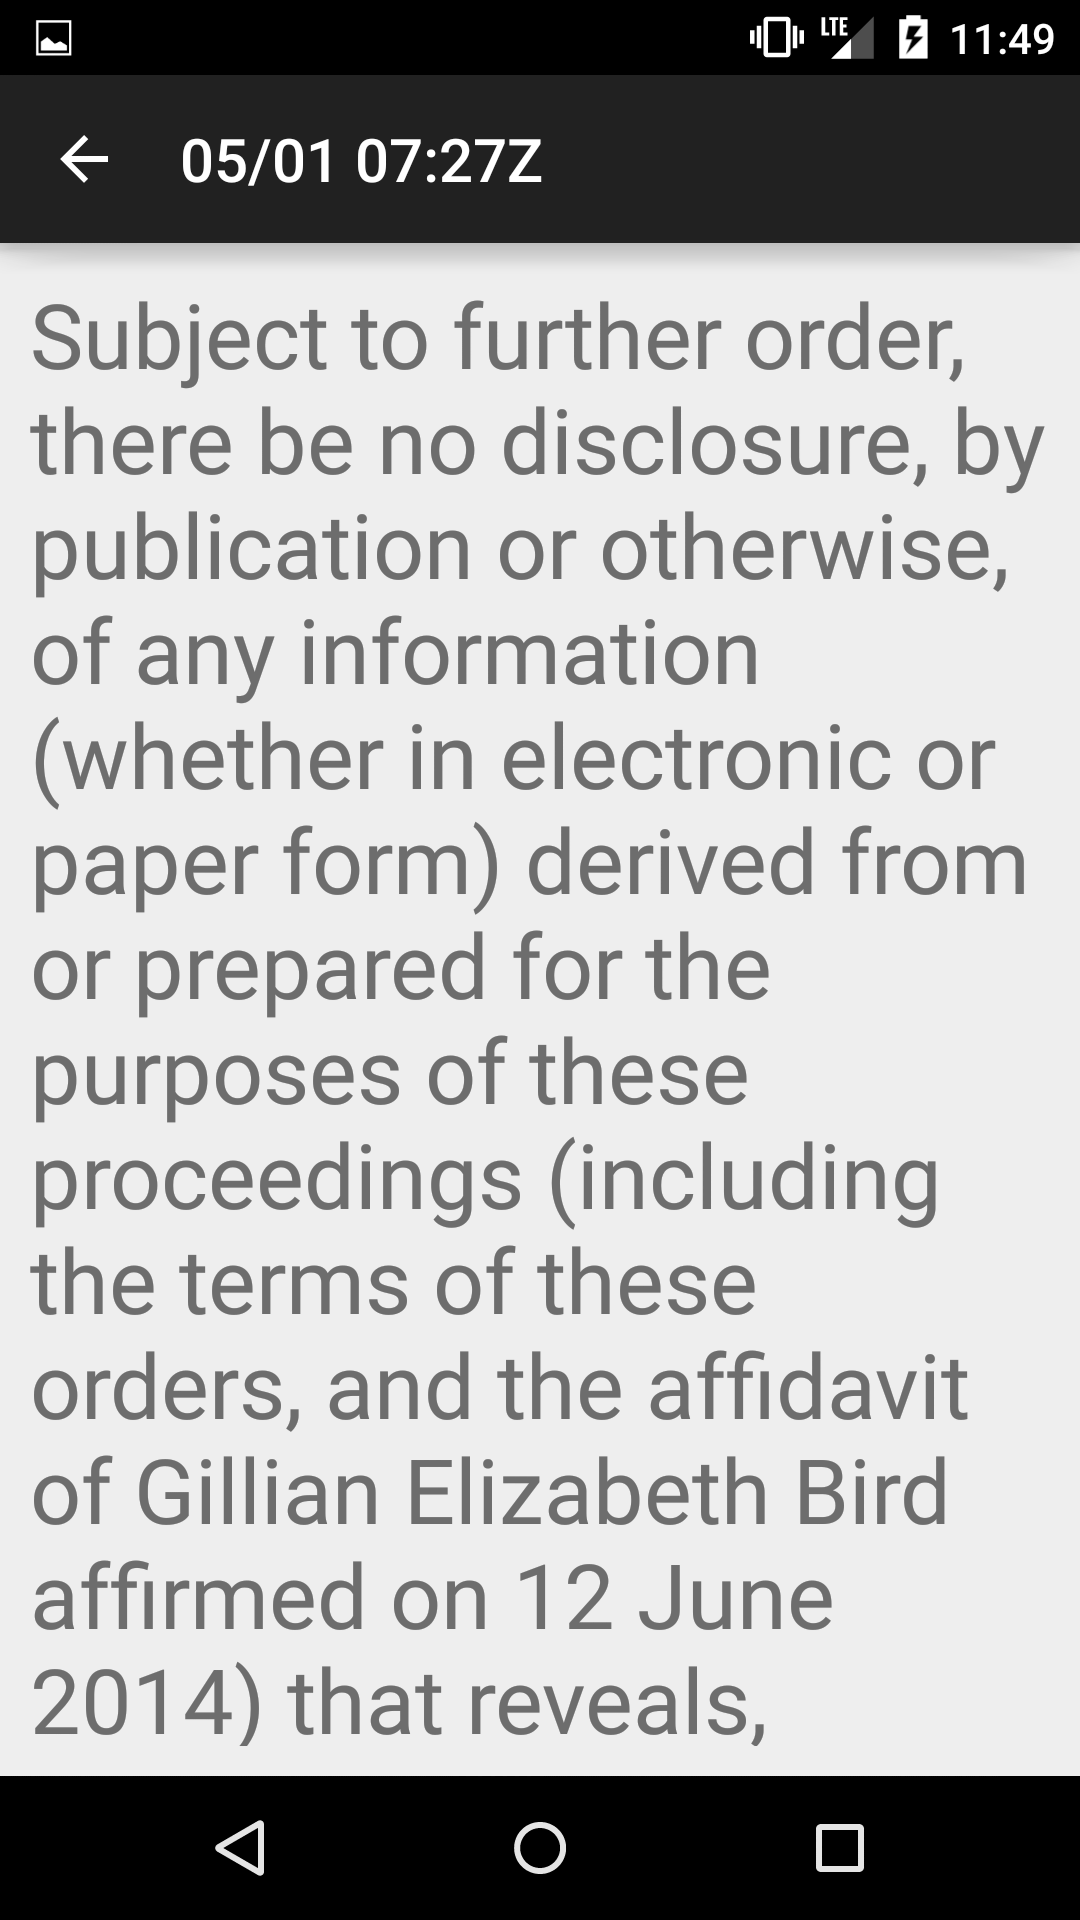 LTE 11:49
05/01 07:27Z
Subject to further order,
there be no disclosure, by
publication or otherwise,
of any information
(whether in electronic or
paper form) derived from
or prepared for the
purposes of these
proceedings (including
the terms of these
orders, and the affidavit
of Gillian Elizabeth Bird
affirmed on 12 June
2014) that reveals,